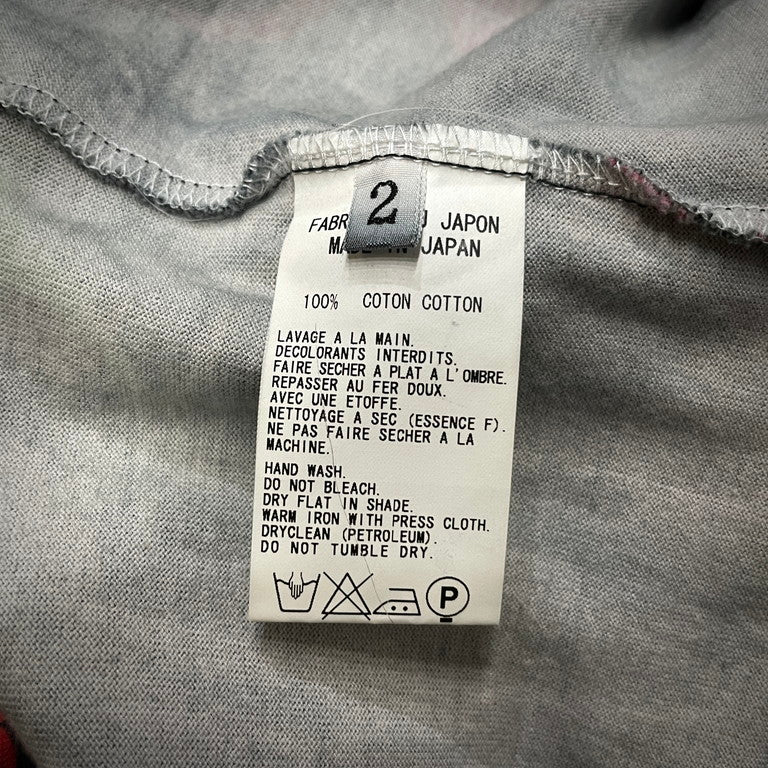 2
JAPON
IN JAPAN
100% COTON COTTON
LAVAGE A LA MAIN.
DECOLORANTS INTERDITS.
FAIRE SECHER A PLAT A L'OMBRE.
REPASSER AU FER DOUX.
AVEC UNE ETOFFE.
NETTOYAGE A SEC (ESSENCE F).
NE PAS FAIRE SECHER A LA
MACHINE.
HAND WASH.
DO NOT BLEACH.
DRY FLAT IN SHADE.
WARM IRON WITH PRESS CLOTH.
DRYCLEAN (PETROLEUM).
DO NOT TUMBLE DRY.
P